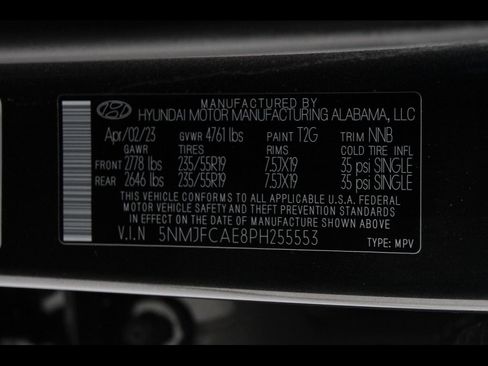 MANUFACTURED BY
HYUNDAI MOTOR MANUFACTURING ALABAMA, LLC
Apr/02/23 GVWR 4761 lbs PAINT T2G TRIM NNB
GAWR TIRES RIMS COLD TIRE INFL
FRONT 2778 lbs 235/55R19 7.5JX19 35 psi SINGLE
REAR 2646 lbs 235/55R19 7.5JX19 35 psi SINGLE
THIS VEHICLE CONFORMS TO ALL APPLICABLE U.S.A. FEDERAL
MOTOR VEHICLE SAFETY AND THEFT PREVENTION STANDARDS
IN EFFECT ON THE DATE OF MANUFACTURE SHOWN ABOVE.
V.I.N 5NMJFCAE8PH255553
TYPE: MPV